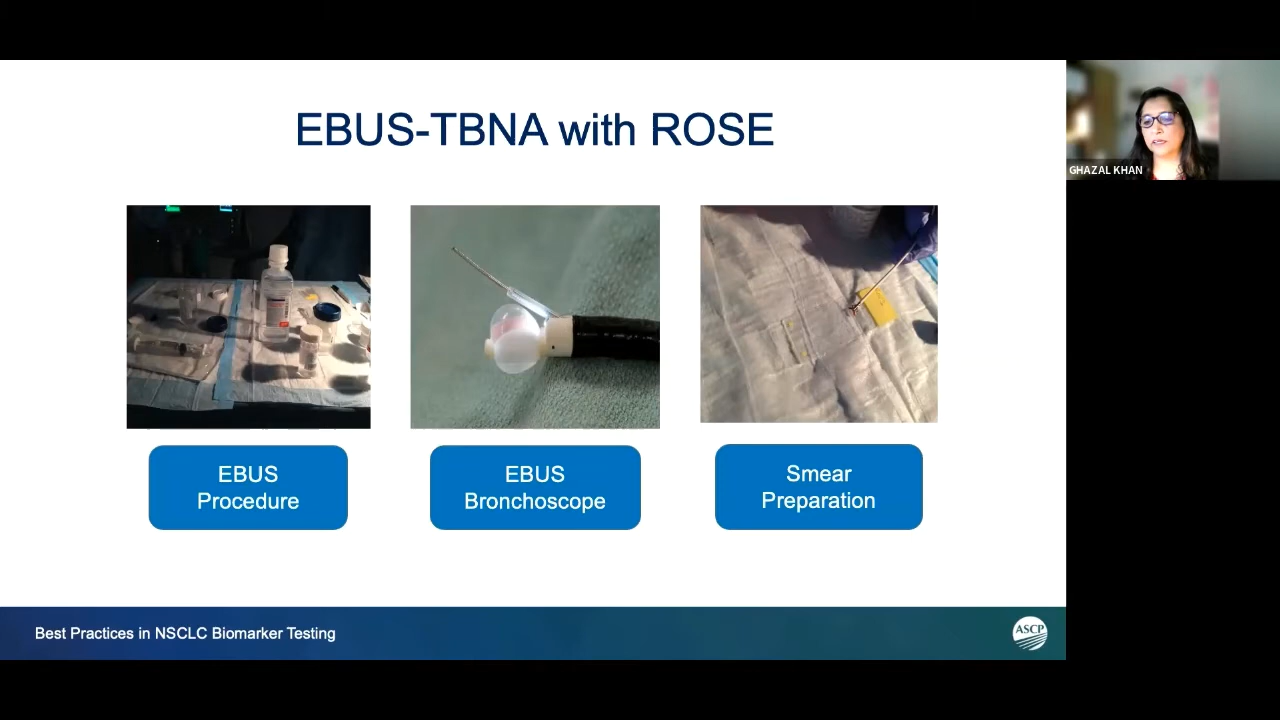 EBUS-TBNA with ROSE
GHAZAL KHAN
EBUS
Procedure
EBUS
Bronchoscope
Smear
Preparation
Best Practices in NSCLC Biomarker Testing
ASCP